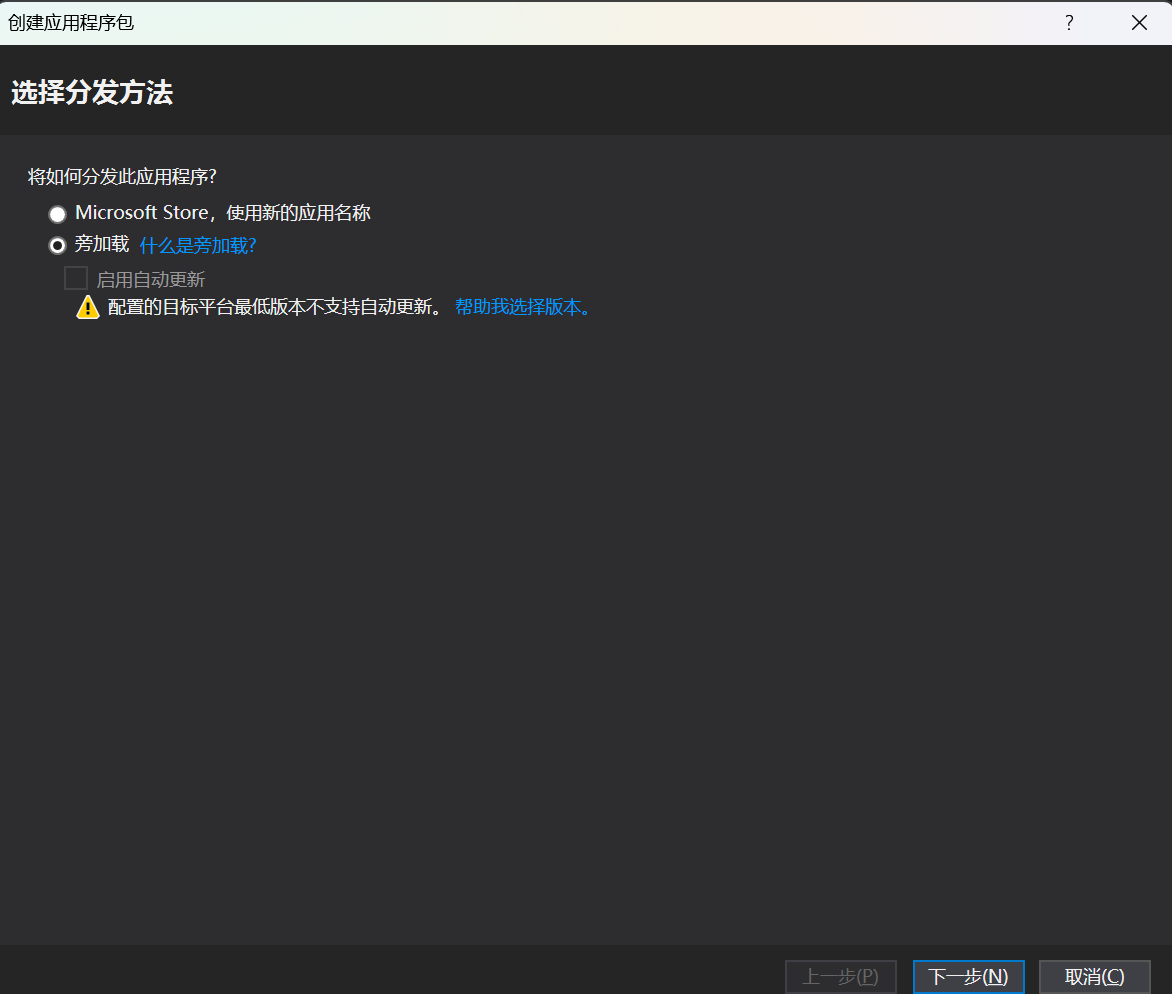 创建应用程序包
?
选择分发方法
将如何分发此应用程序?
Microsoft Store，使用新的应用名称
旁加载 什么是旁加载?
启用自动更新
配置的目标平台最低版本不支持自动更新。 帮助我选择版本。
上一步(P) 下一步(N) 取消(C)